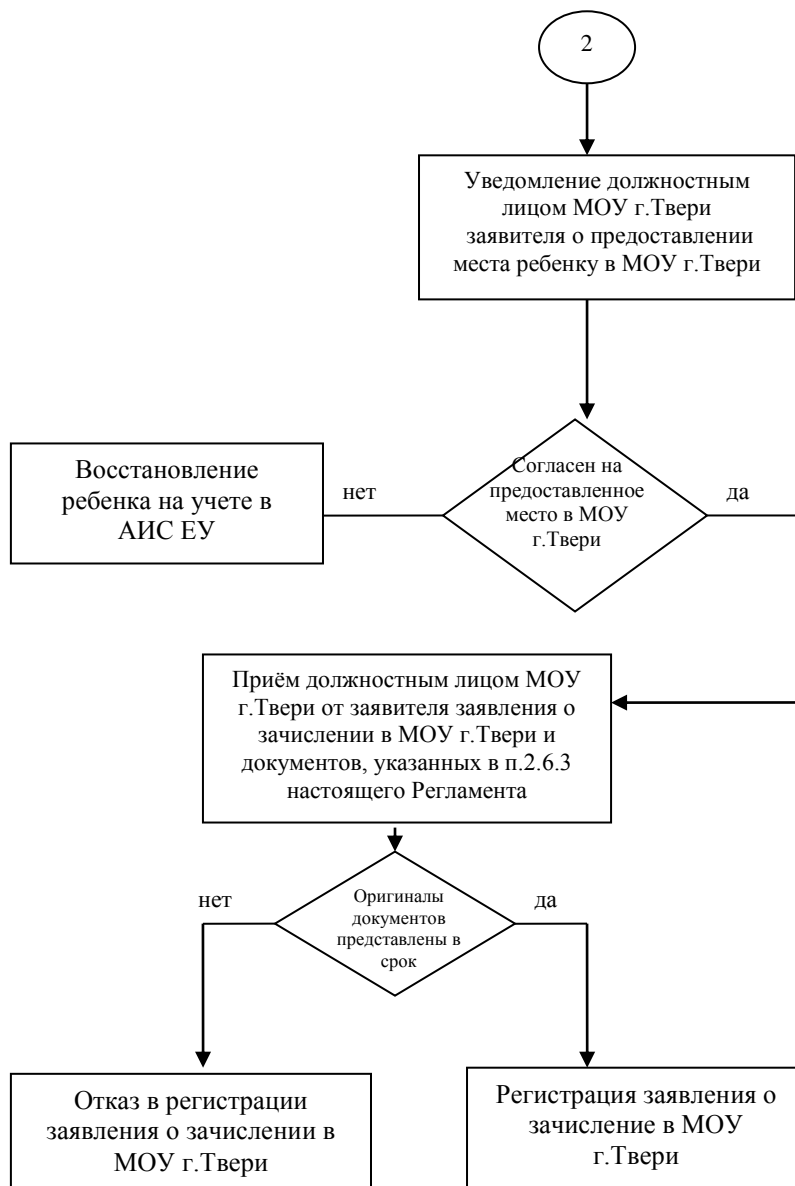 2
Уведомление должностным
лицом МОУ г.Твери
заявителя о предоставлении
места ребенку в МОУ г.Твери
Восстановление
ребенка на учете в
АИС ЕУ
нет
Согласен на
предоставленное
место в МОУ
г.Твери
да
Приём должностным лицом МОУ
г.Твери от заявителя заявления о
зачислении в МОУ г.Твери и
документов, указанных в п.2.6.3
настоящего Регламента
нет
Оригиналы
документов
представлены в
срок
да
Отказ в регистрации
заявления о зачислении в
МОУ г.Твери
Регистрация заявления о
зачисление в МОУ
г.Твери